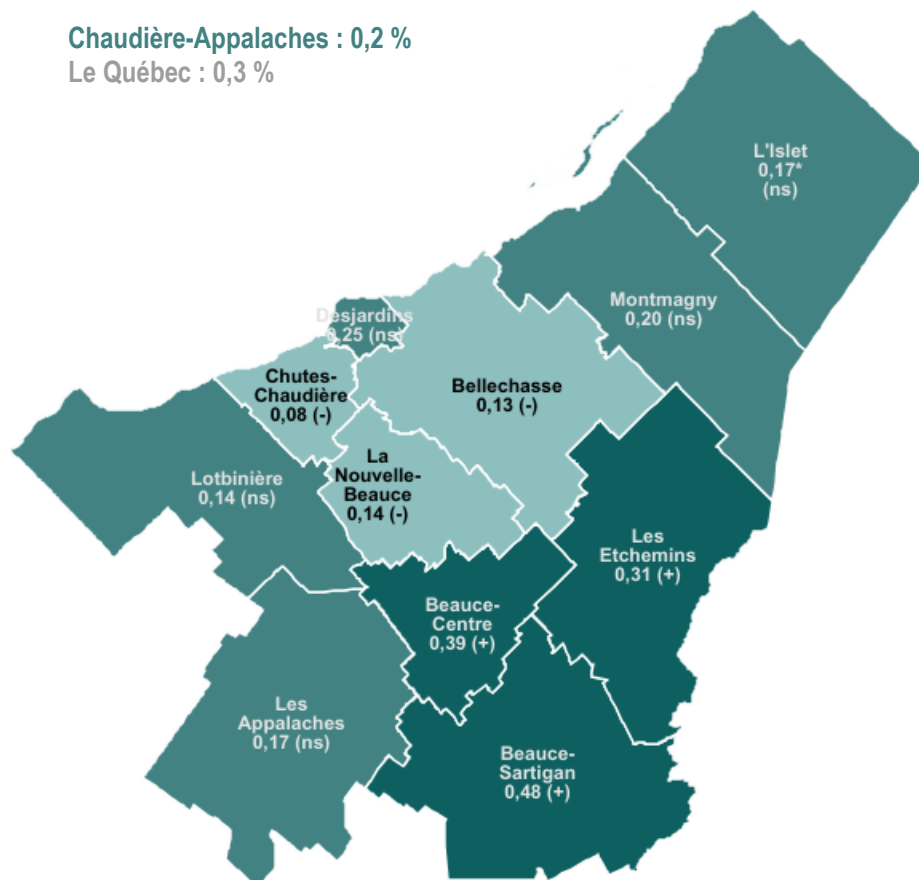 Chaudière-Appalaches : 0,2 %
Le Québec : 0,3 %
L'Islet
0,17*
(ns)
Montmagny
0,20 (ns)
Desjardins
0,25 (ns)
Chutes-
Chaudière
0,08 (-)
Bellechasse
0,13 (-)
La
Nouvelle-
Beauce
0,14 (-)
Lotbinière
0,14 (ns)
Les
Etchemins
0,31 (+)
Beauce-
Centre
0,39 (+)
Les
Appalaches
0,17 (ns)
Beauce-
Sartigan
0,48 (+)